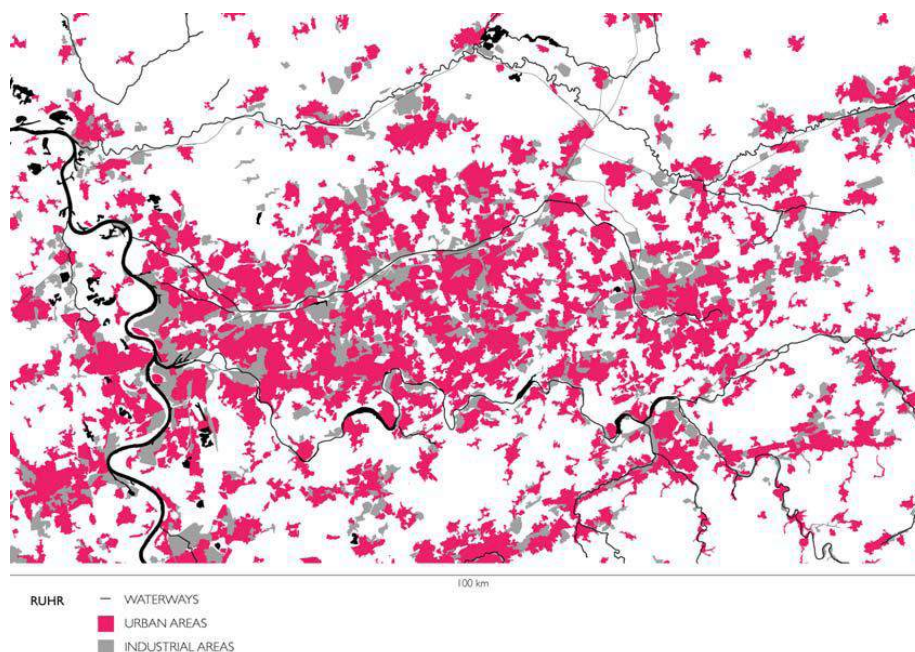 100 km
RUHR
WATERWAYS
URBAN AREAS
INDUSTRIAL AREAS